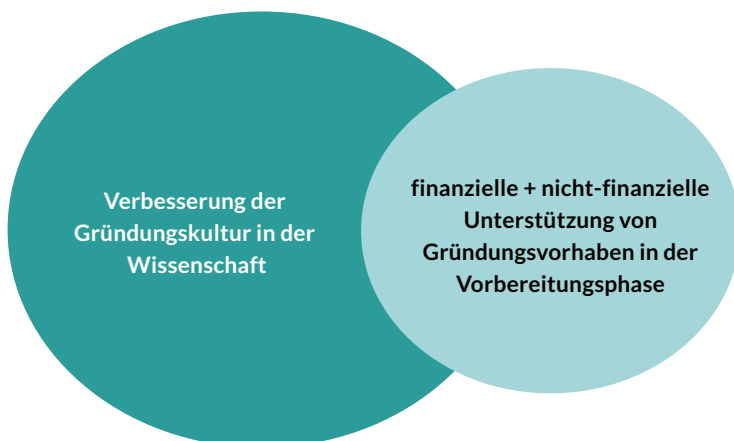 Verbesserung der
Gründungskultur in der
Wissenschaft
finanzielle + nicht-finanzielle
Unterstützung von
Gründungsvorhaben in der
Vorbereitungsphase